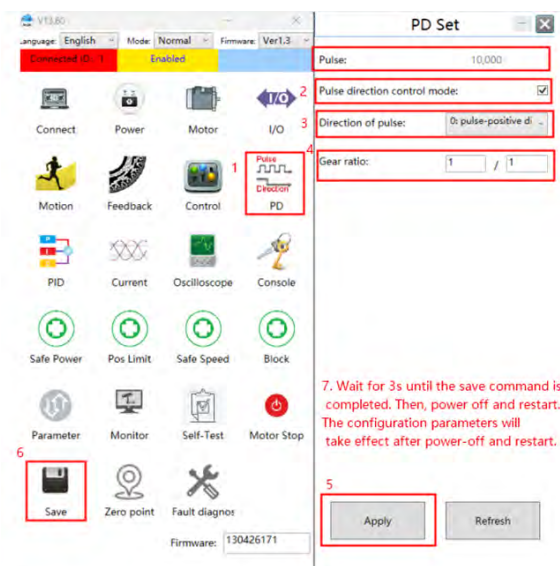 V13.80
Language: English Mode: Normal Firmware: Ver1.3
Connected ID: 1 Enabled
Connect Power Motor I/O
Motion Feedback Control PD
Pulse
Direction
1
PID Current Oscilloscope Console
Safe Power Pos Limit Safe Speed Block
Parameter Monitor Self-Test Motor Stop
6
Save Zero point Fault diagnos
Firmware: 130426171
PD Set
Pulse: 10,000
2 Pulse direction control mode:
3 Direction of pulse: 0: pulse-positive di
4
Gear ratio: 1 / 1
7. Wait for 3s until the save command is
completed. Then, power off and restart.
The configuration parameters will
take effect after power-off and restart.
5
Apply Refresh